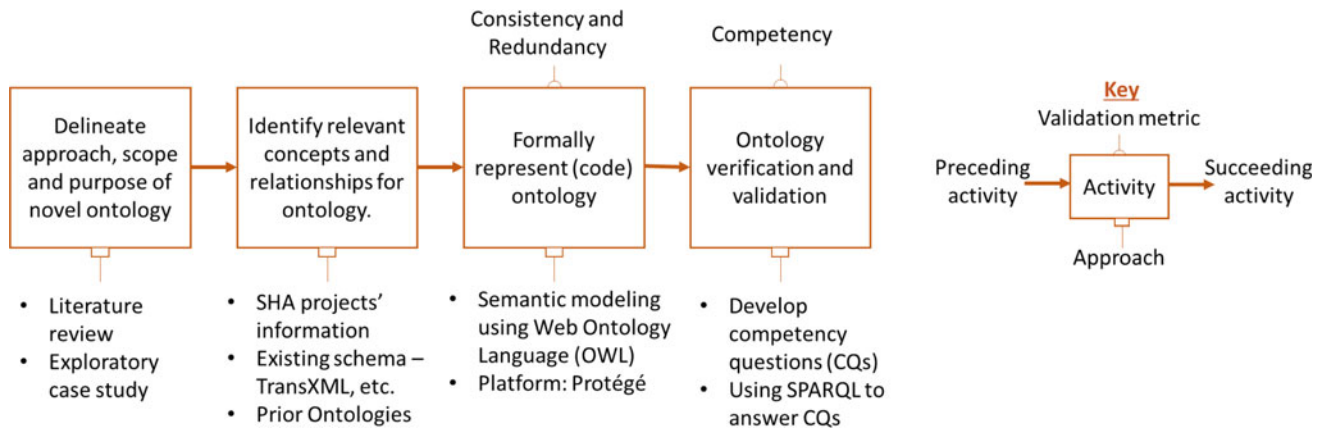 Consistency and
Redundancy
Competency
Delineate
approach, scope
and purpose of
novel ontology
Identify relevant
concepts and
relationships for
ontology.
Formally
represent (code)
ontology
Ontology
verification and
validation
• Literature
review
• Exploratory
case study
• SHA projects’
information
• Existing schema –
TransXML, etc.
• Prior Ontologies
• Semantic modeling
using Web Ontology
Language (OWL)
• Platform: Protégé
• Develop
competency
questions (CQs)
• Using SPARQL to
answer CQs
Key
Validation metric
Preceding
activity
Activity
Succeeding
activity
Approach